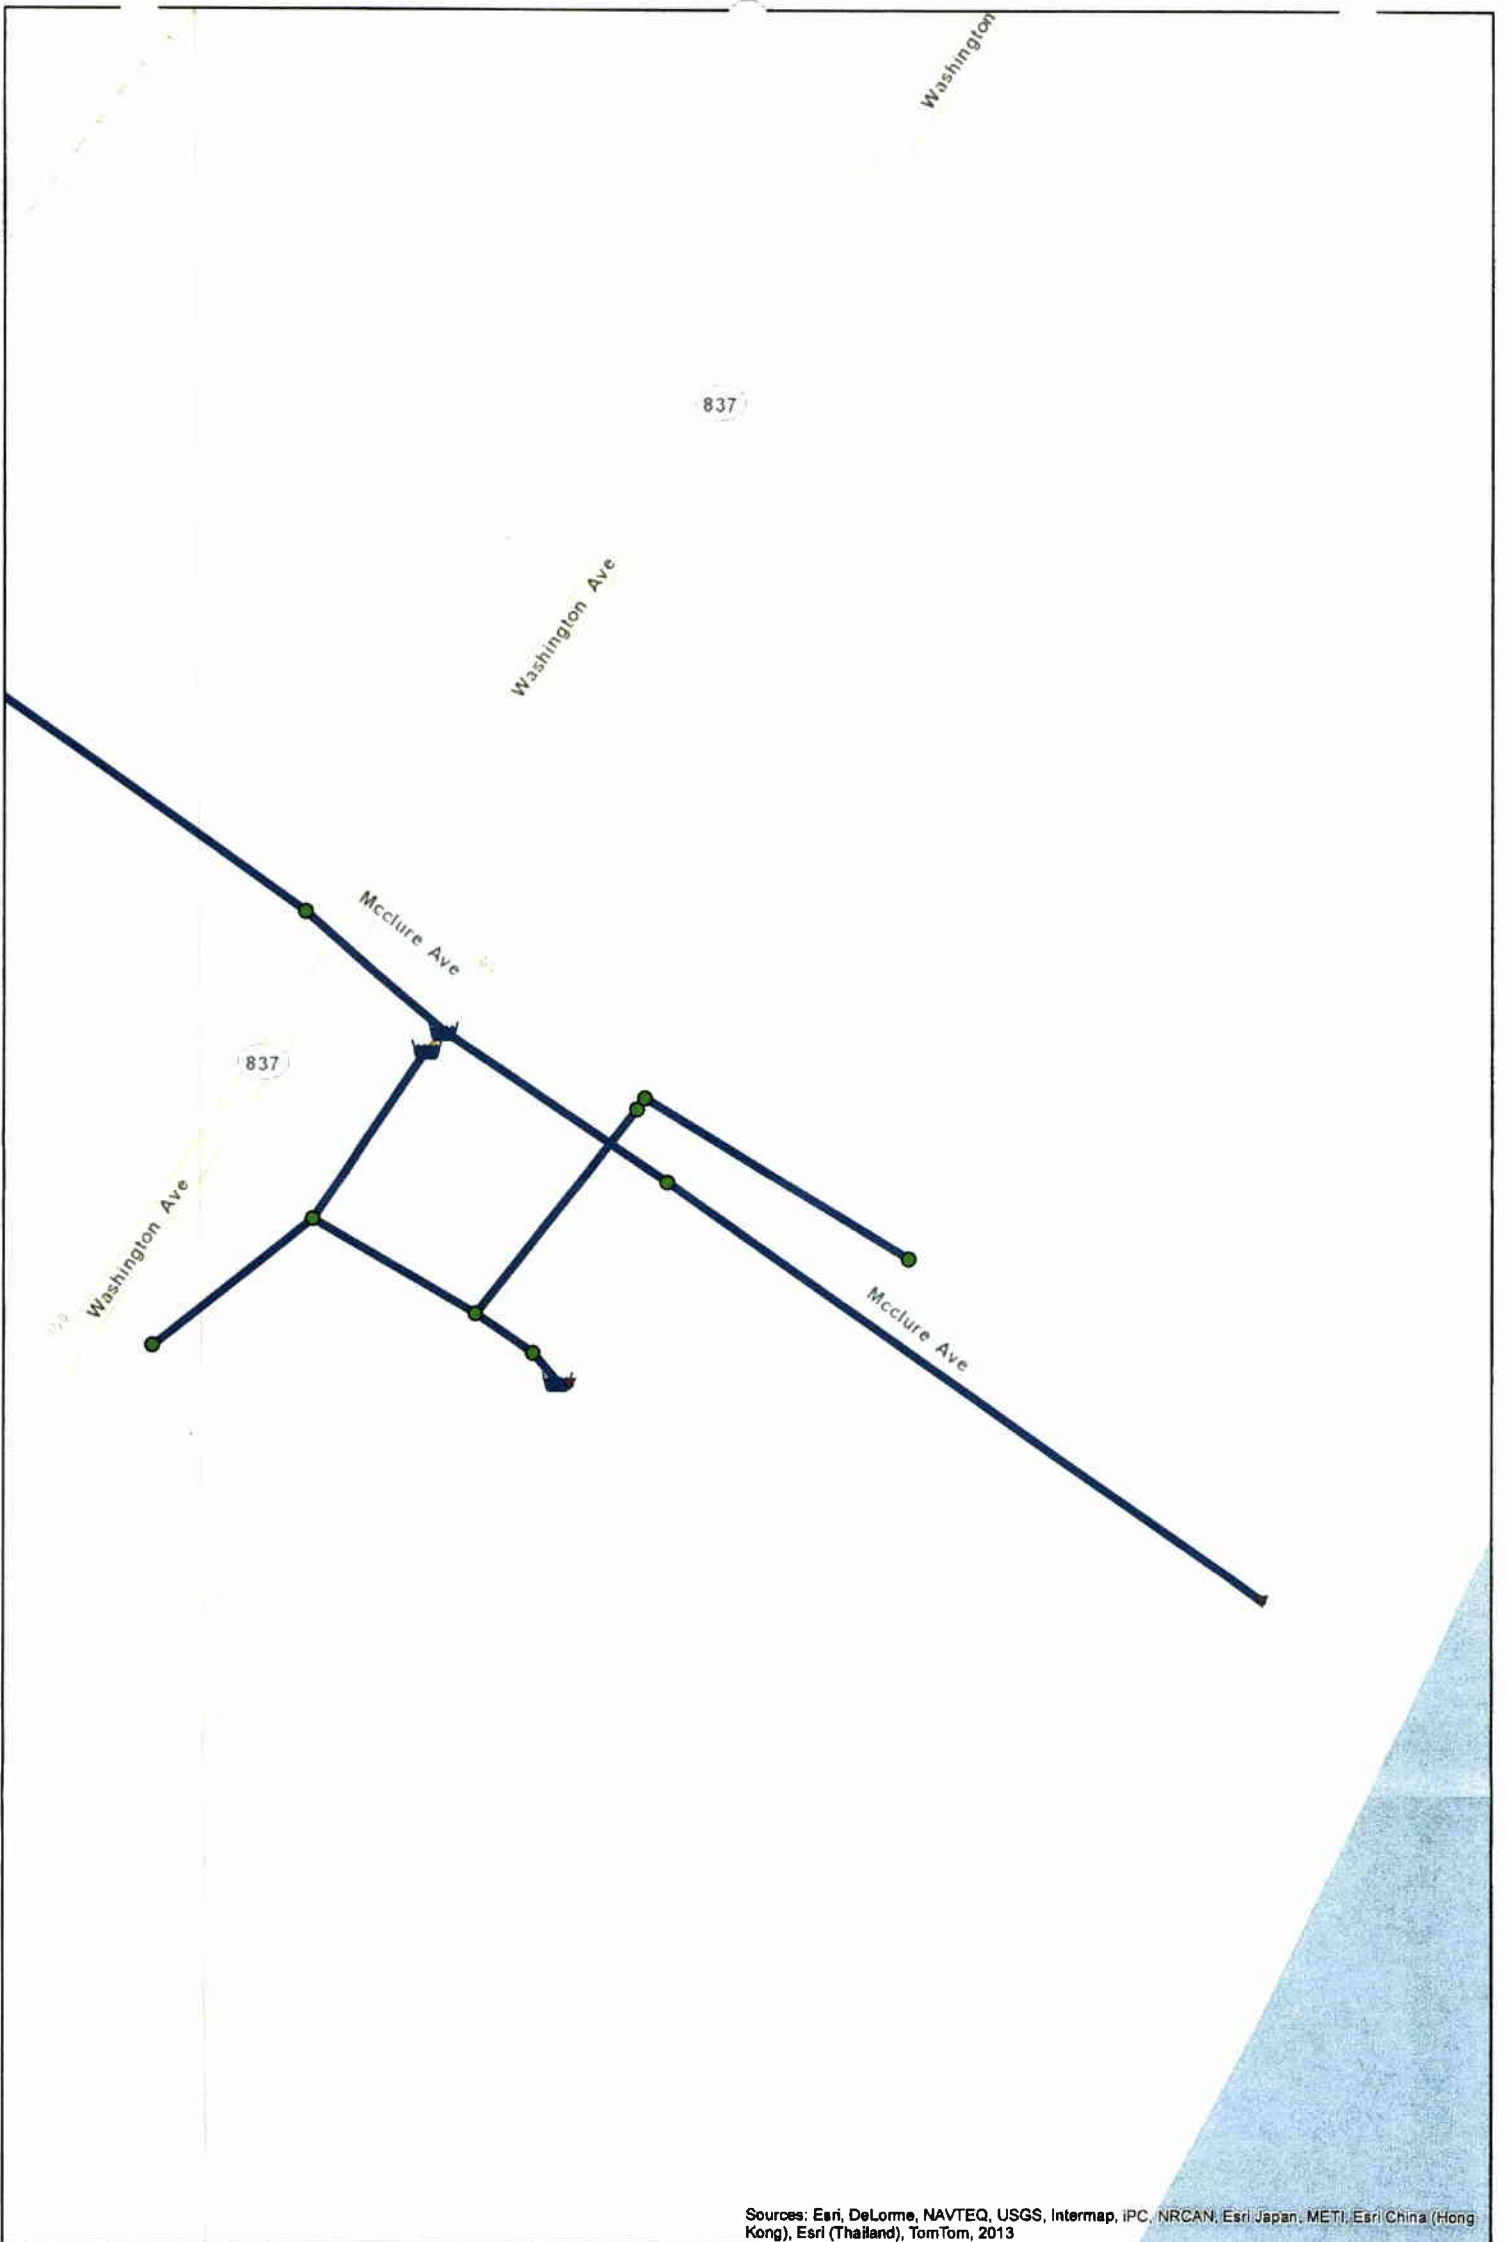 Washington
837
Washington Ave
Mcclure Ave
837
Washington Ave
Mcclure Ave
Sources: Esri, DeLorme, NAVTEQ, USGS, Intermap, iPC, NRCAN, Esri Japan, METI, Esri China (Hong
Kong), Esri (Thailand), TomTom, 2013